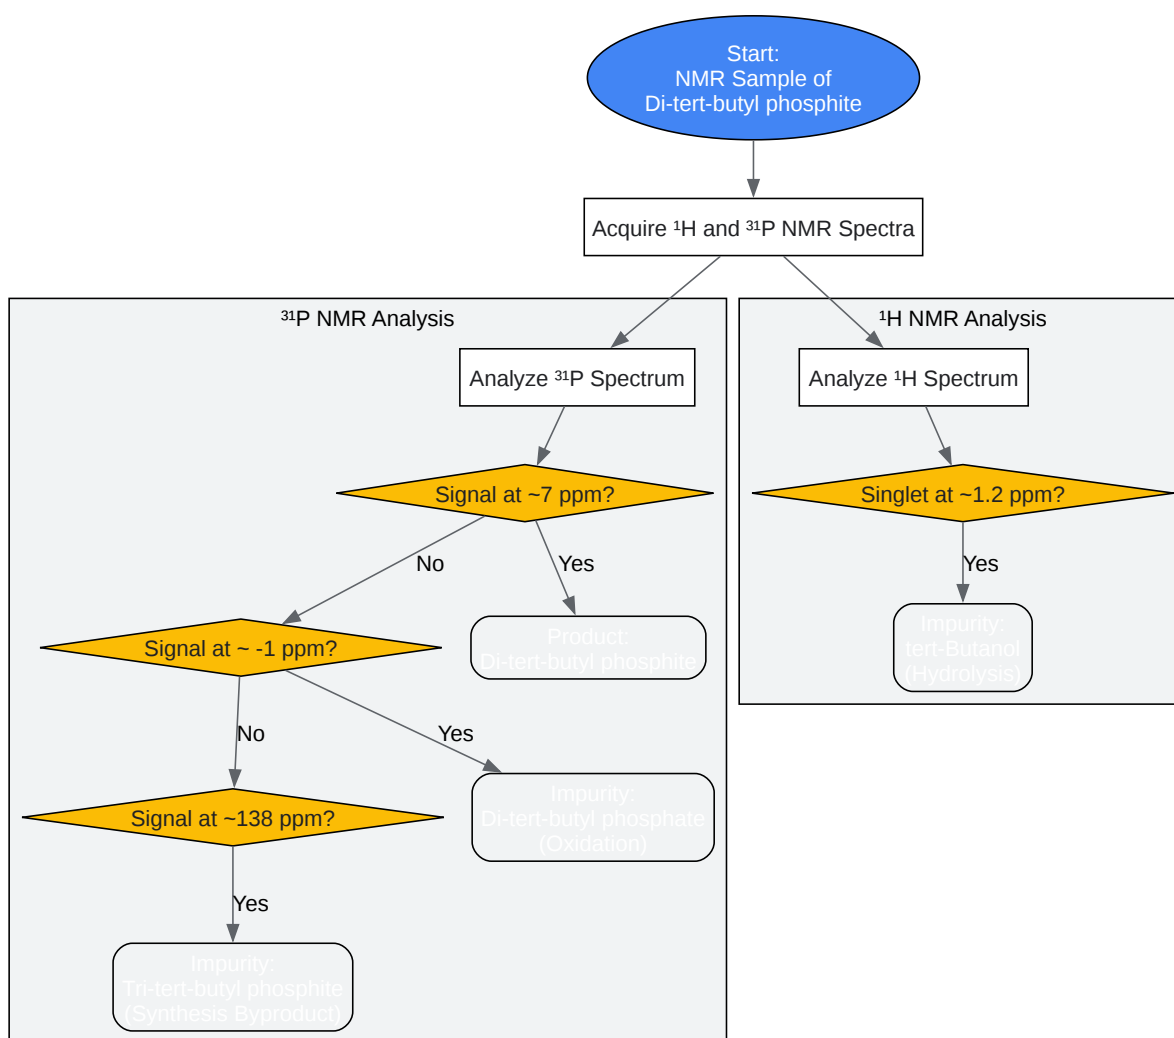 Start:
NMR Sample of
Di-tert-butyl phosphite
Acquire ¹H and ³¹P NMR Spectra
³¹P NMR Analysis
Analyze ³¹P Spectrum
Signal at ~7 ppm?
No
Yes
Signal at ~ -1 ppm?
Product:
Di-tert-butyl phosphite
No
Yes
Signal at ~138 ppm?
Impurity:
Di-tert-butyl phosphate
(Oxidation)
Yes
Impurity:
Tri-tert-butyl phosphite
(Synthesis Byproduct)
¹H NMR Analysis
Analyze ¹H Spectrum
Singlet at ~1.2 ppm?
Yes
Impurity:
tert-Butanol
(Hydrolysis)